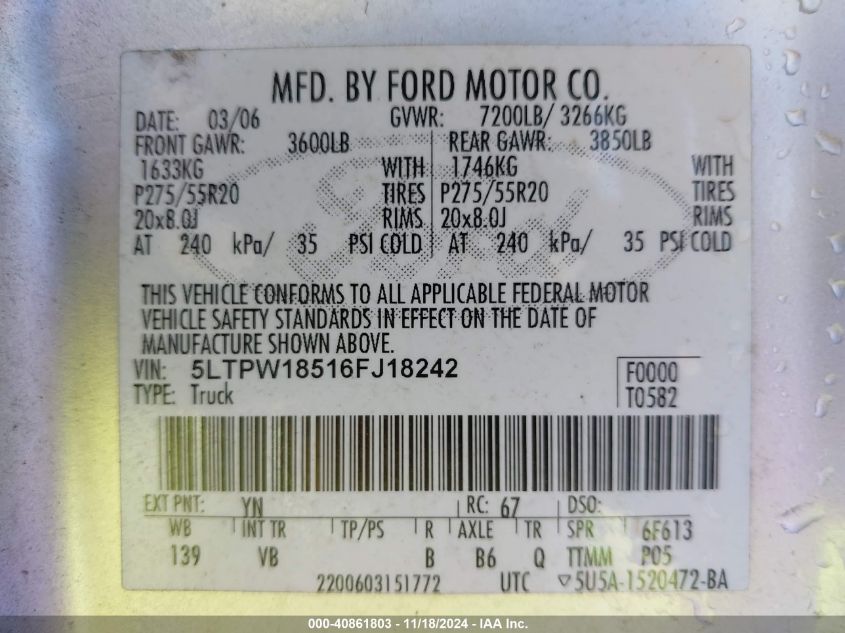 MFD. BY FORD MOTOR CO.
DATE: 03/06 GVWR: 7200LB/ 3266KG
FRONT GAWR: 3600LB REAR GAWR: 3850LB
1633KG WITH 1746KG WITH
P275/55R20 TIRES P275/55R20 TIRES
20x8.0J RIMS 20x8.0J RIMS
AT 240 kPa/ 35 PSI COLD AT 240 kPa/ 35 PSI COLD
THIS VEHICLE CONFORMS TO ALL APPLICABLE FEDERAL MOTOR
VEHICLE SAFETY STANDARDS IN EFFECT ON THE DATE OF
MANUFACTURE SHOWN ABOVE.
VIN: 5LTPW18516FJ18242 F0000
TYPE: Truck T0582
EXT PNT: YN RC: 67 DSO:
WB INT TR TP/PS R AXLE TR SPR 6F613
139 VB B B6 Q TTMM P05
2200603151772 UTC ▽5U5A-1520472-BA
000-40861803 - 11/18/2024 - IAA Inc.